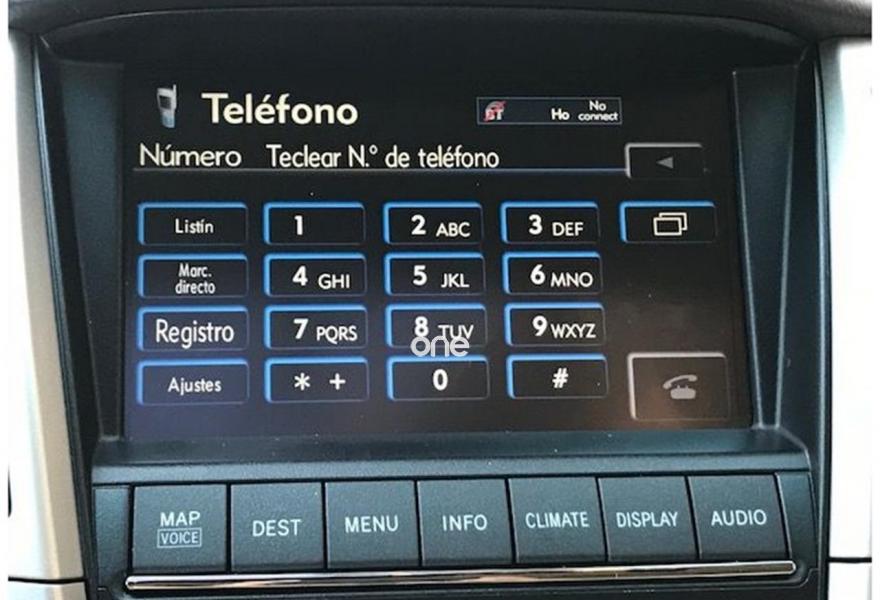 Teléfono
BT Ho No connect
Número Teclear N.º de teléfono
Listín 1 2 ABC 3 DEF
Marc. directo 4 GHI 5 JKL 6 MNO
Registro 7 PQRS 8 TUV 9 WXYZ
one
Ajustes * + 0 #
MAP VOICE DEST MENU INFO CLIMATE DISPLAY AUDIO